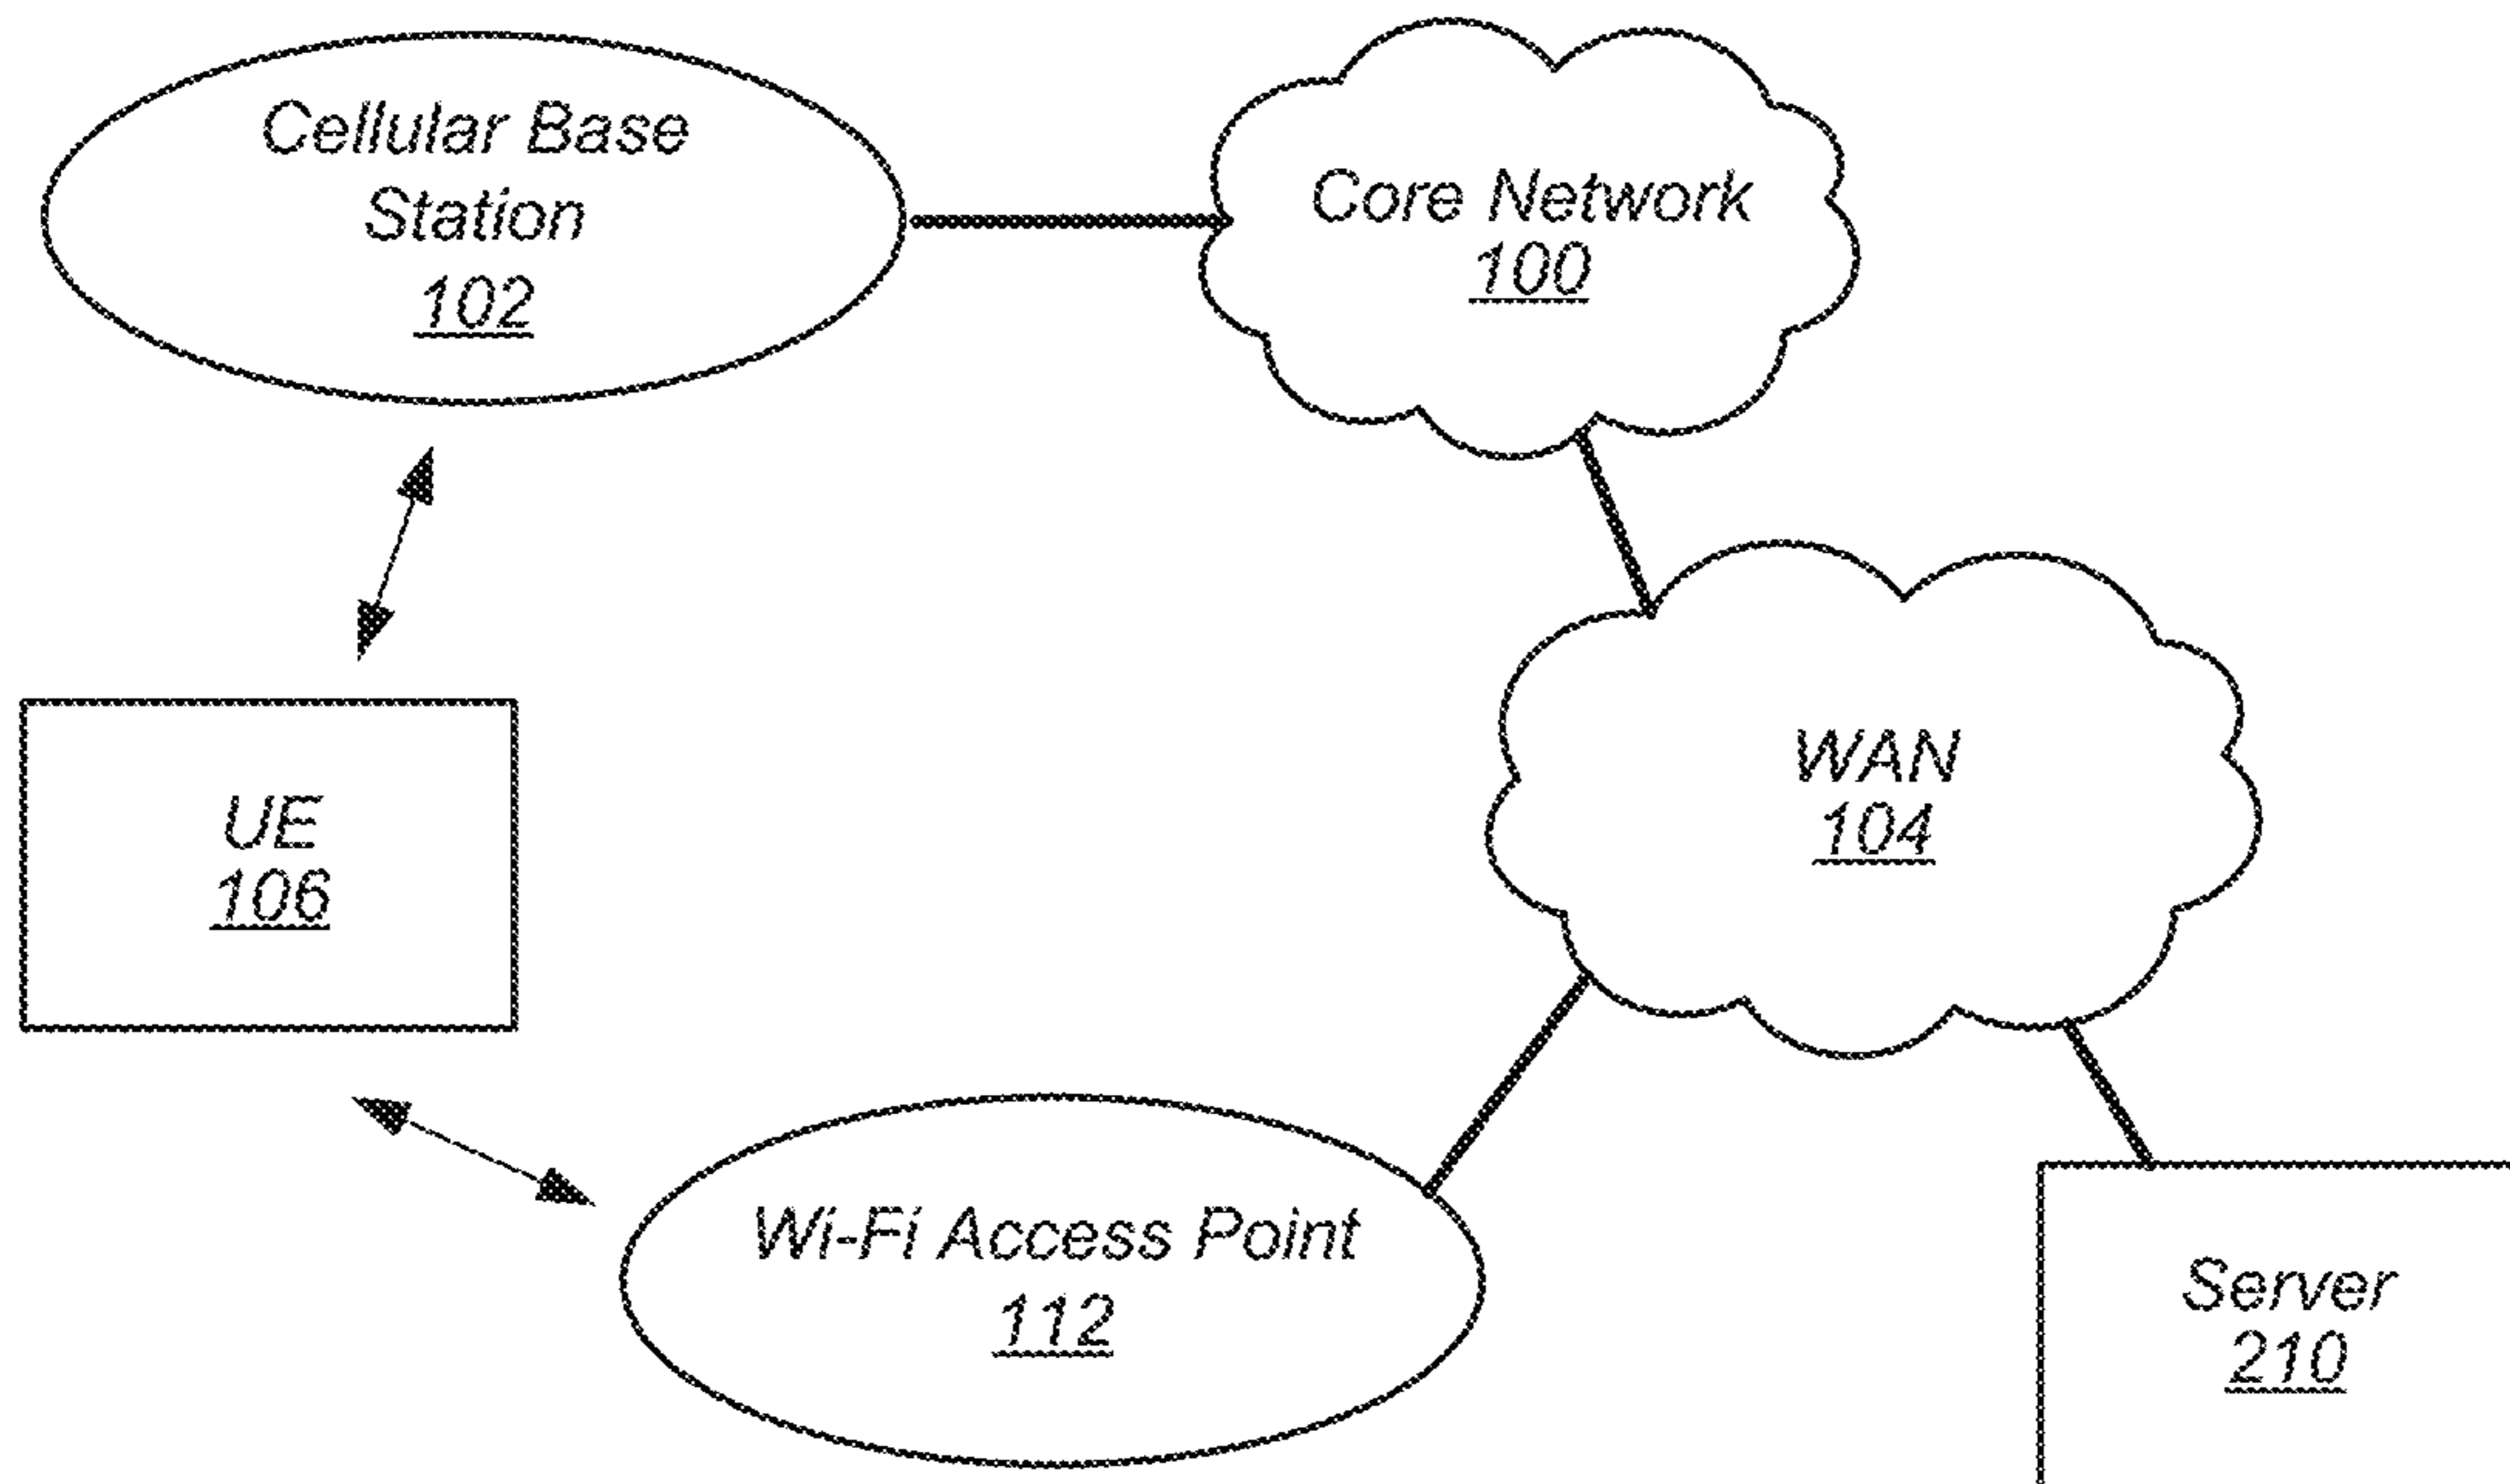 Cellular Base
Station
102
Core Network
100
UE
106
WAN
104
Wi-Fi Access Point
112
Server
210